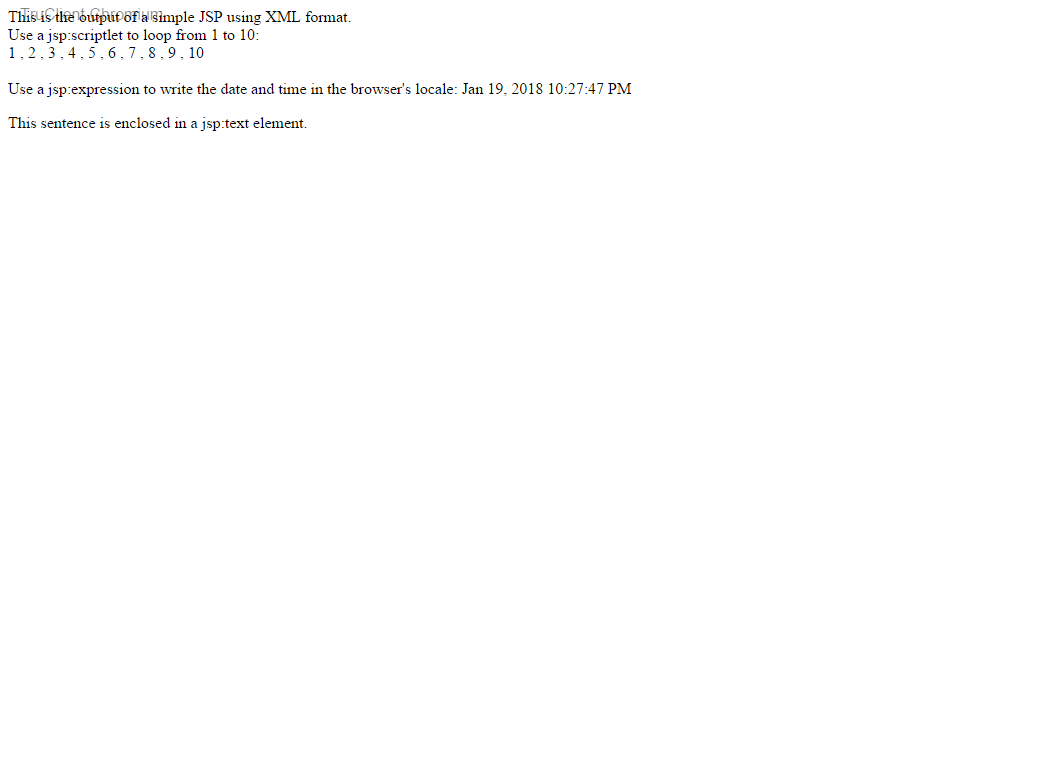 TruClient Chromium
This is the output of a simple JSP using XML format.
Use a jsp:scriptlet to loop from 1 to 10:
1 , 2 , 3 , 4 , 5 , 6 , 7 , 8 , 9 , 10
Use a jsp:expression to write the date and time in the browser's locale: Jan 19, 2018 10:27:47 PM
This sentence is enclosed in a jsp:text element.